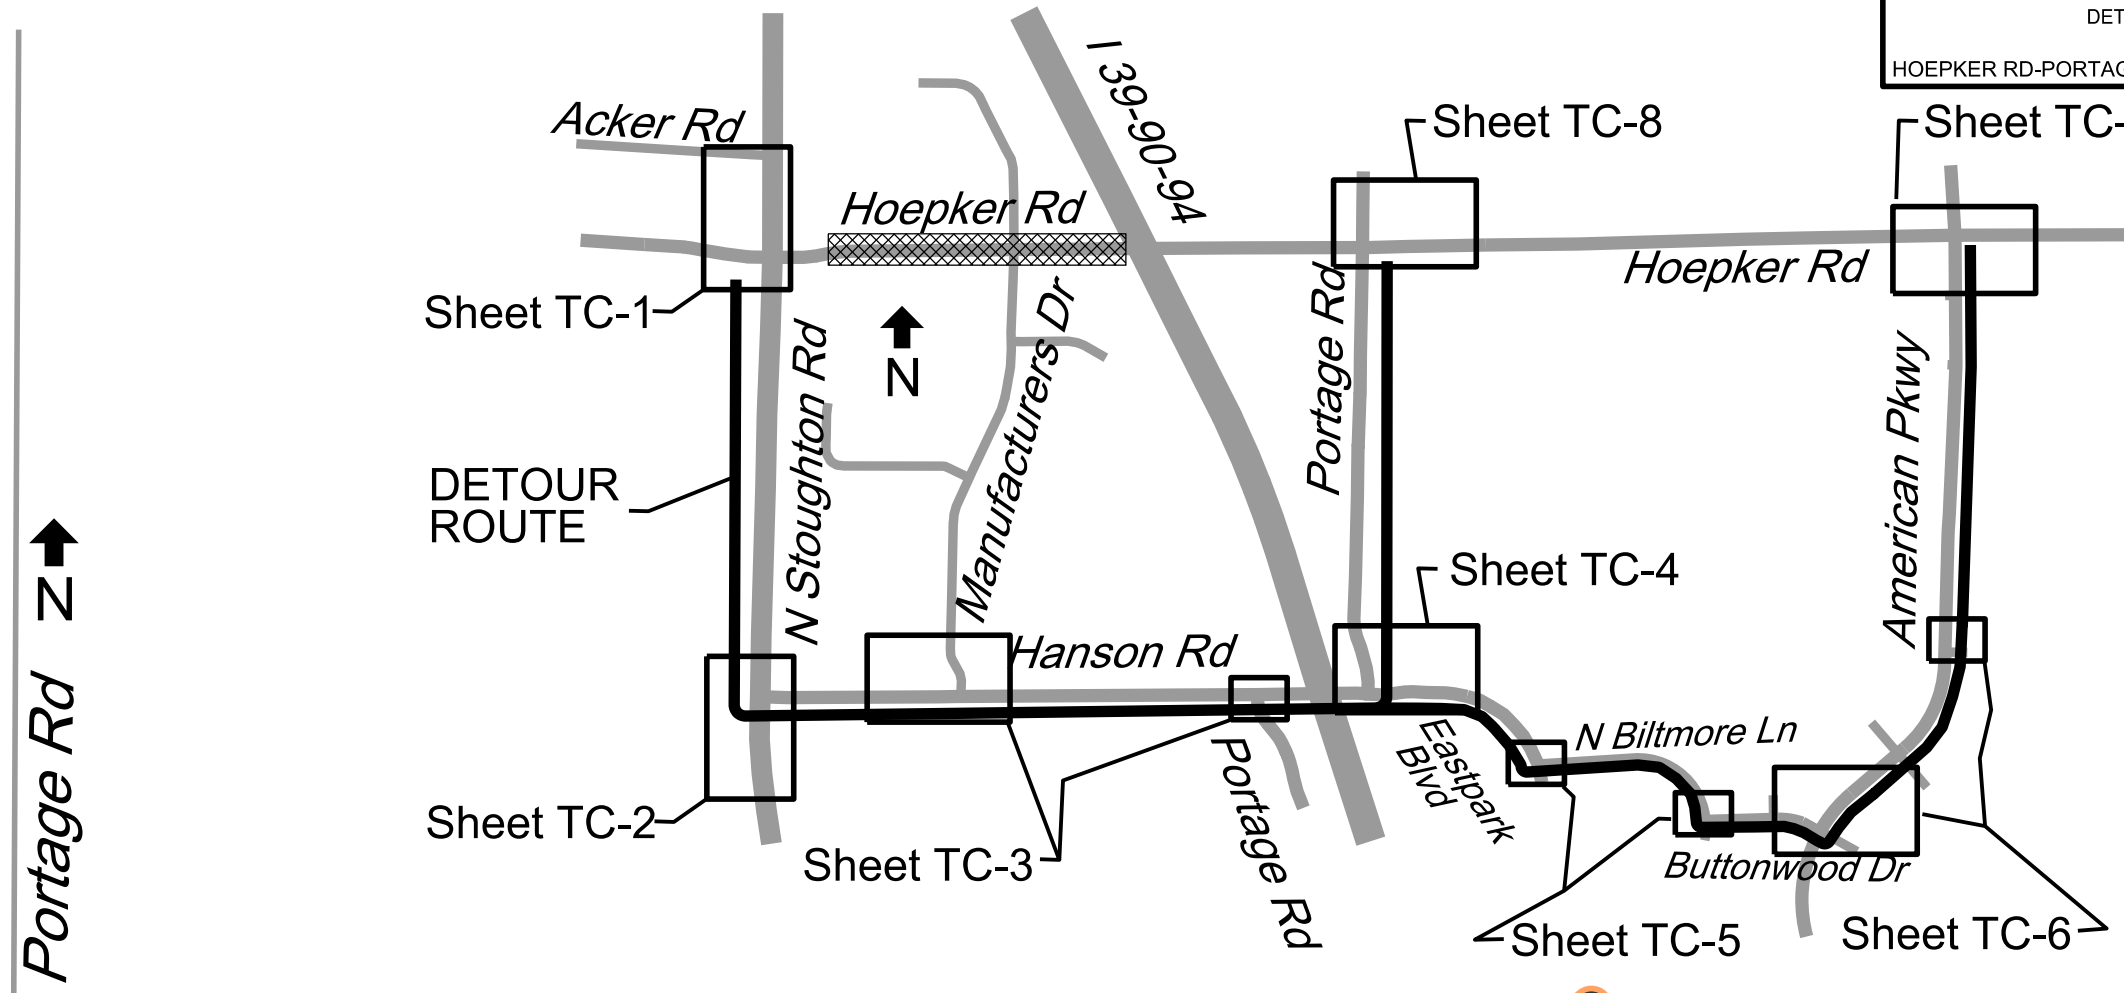 DET
HOEPKER RD-PORTAG
I 39-90-94
Acker Rd
Sheet TC-8
Sheet TC-
Hoepker Rd
Hoepker Rd
Sheet TC-1
N
Manufacturers Dr
Portage Rd
N Stoughton Rd
American Pkwy
DETOUR
ROUTE
N
Sheet TC-4
Hanson Rd
Portage Rd
N Biltmore Ln
Eastpark
Blvd
Portage Rd
Sheet TC-2
Sheet TC-3
Buttonwood Dr
Sheet TC-5
Sheet TC-6